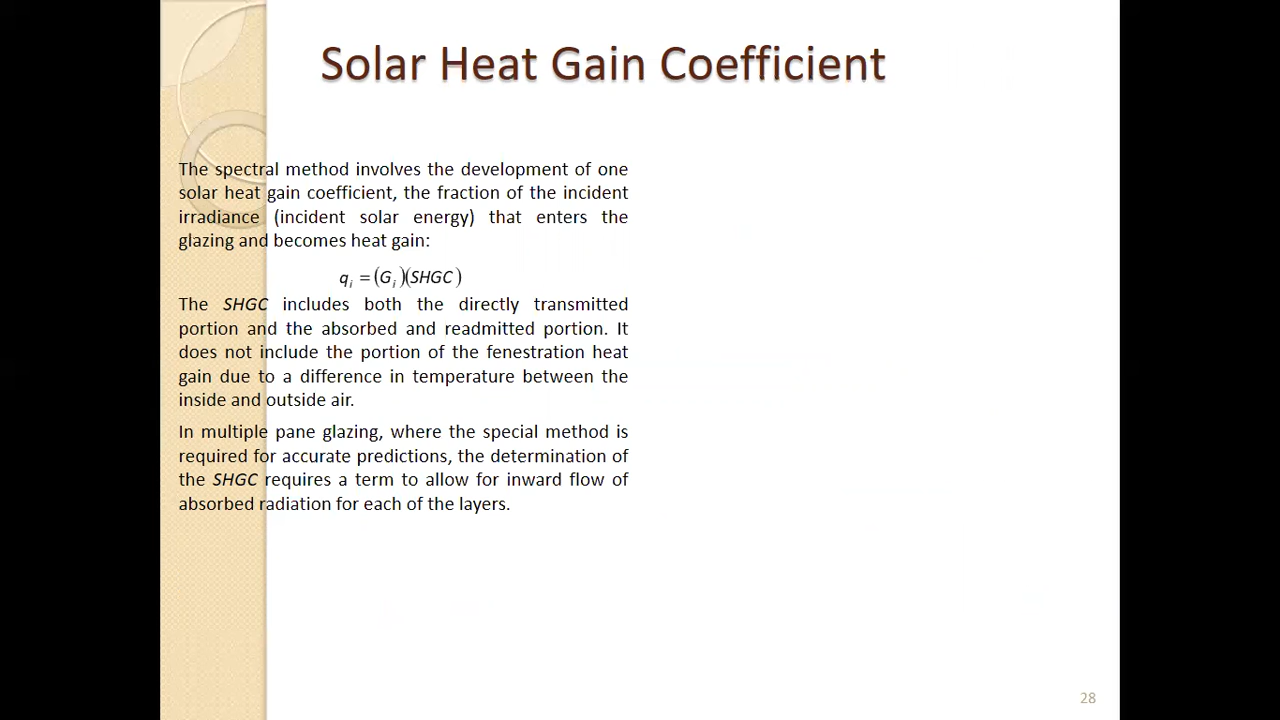 Solar Heat Gain Coefficient
The spectral method involves the development of one
solar heat gain coefficient, the fraction of the incident
irradiance (incident solar energy) that enters the
glazing and becomes heat gain:
qᵢ = (Gᵢ)(SHGC)
The SHGC includes both the directly transmitted
portion and the absorbed and readmitted portion. It
does not include the portion of the fenestration heat
gain due to a difference in temperature between the
inside and outside air.
In multiple pane glazing, where the special method is
required for accurate predictions, the determination of
the SHGC requires a term to allow for inward flow of
absorbed radiation for each of the layers.
28